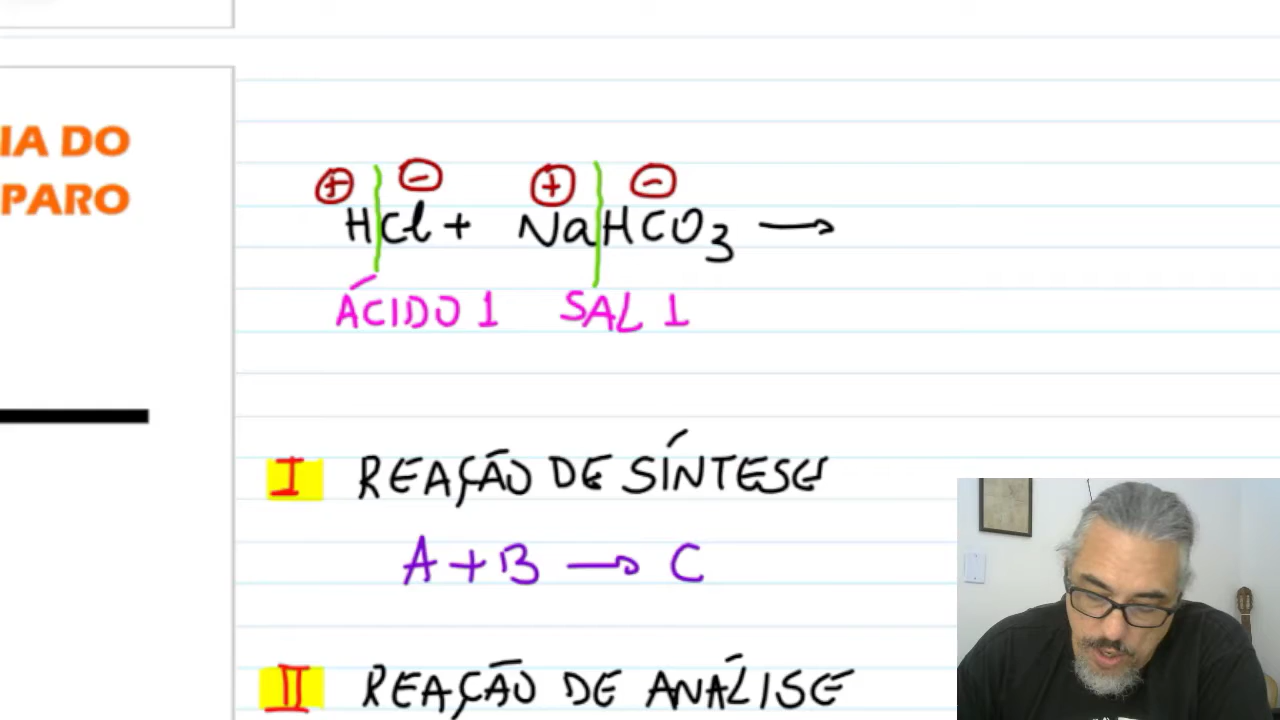 IA DO
PARO
⊕ ⊖ ⊕ ⊖
HCl + NaHCO₃ →
ÁCIDO 1 SAL 1
I REAÇÃO DE SÍNTESE
A + B → C
II REAÇÃO DE ANÁLISE